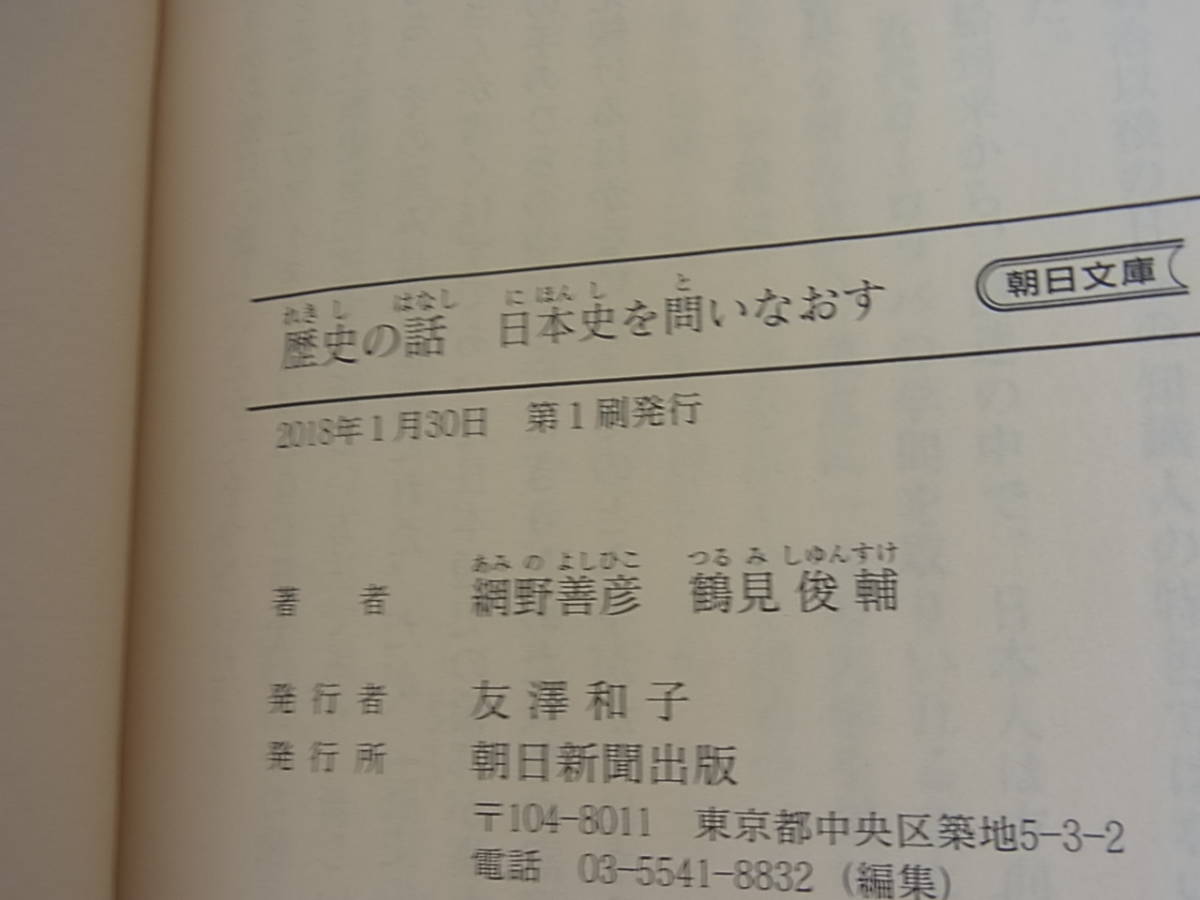 朝日文庫
れきし はなし にほんし と
歴史の話 日本史を問いなおす
2018年1月30日 第1刷発行
あみのよしひこ つるみしゅんすけ
著者 網野善彦 鶴見俊輔
発行者 友澤和子
発行所 朝日新聞出版
〒104-8011 東京都中央区築地5-3-2
電話 03-5541-8832(編集)